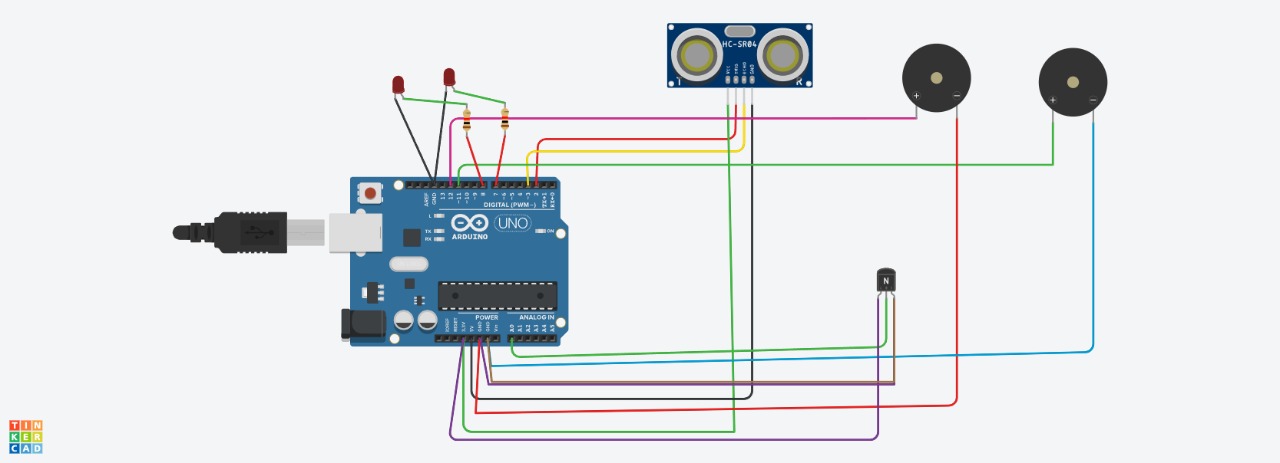 HC-SR04
VCC
TRIG
ECHO
GND
T
R
+
−
+
−
AREF
GND
13
12
~11
~10
~9
8
7
~6
~5
4
~3
2
TX→1
RX←0
DIGITAL (PWM~)
L
TX
RX
ARDUINO
UNO
ON
N
POWER
ANALOG IN
IOREF
RESET
3.3V
5V
GND
GND
Vin
A0
A1
A2
A3
A4
A5
TIN
KER
CAD